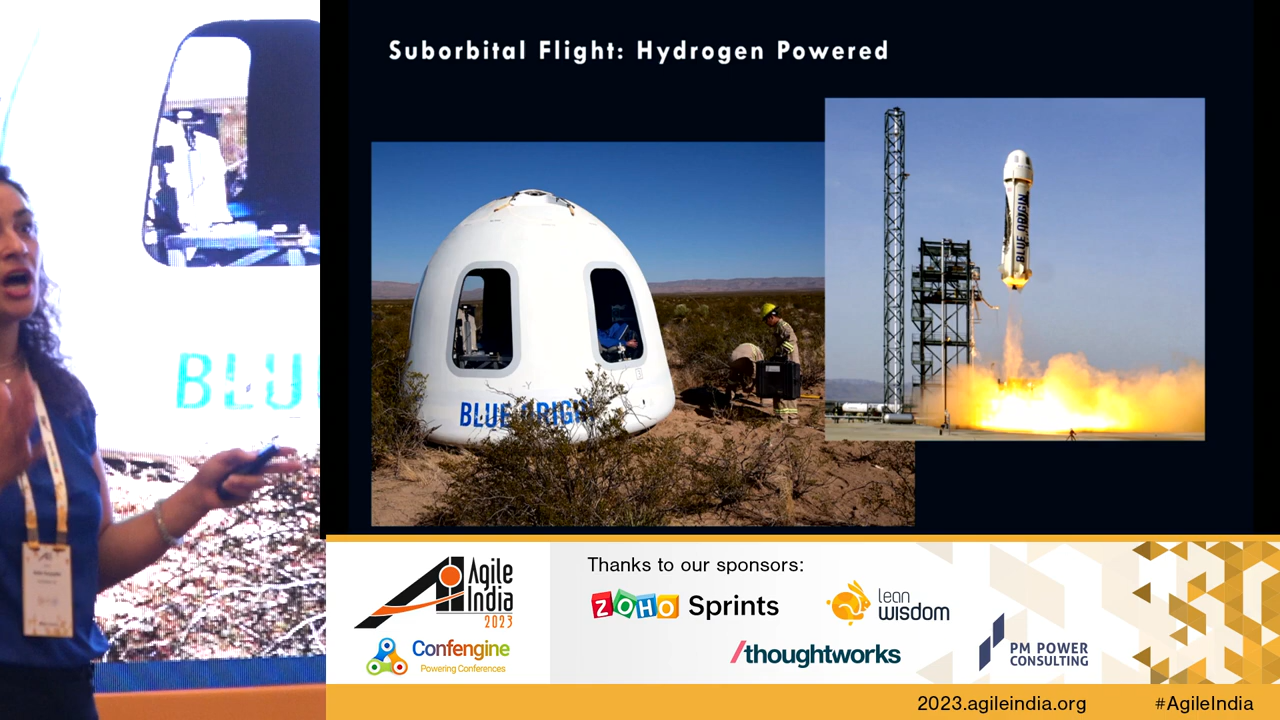 Suborbital Flight: Hydrogen Powered
BLUE ORIGIN
BLUE ORIGIN
BLU
Agile
India
2023
Confengine
Powering Conferences
Thanks to our sponsors:
ZOHO Sprints
lean
wisdom
/thoughtworks
PM POWER
CONSULTING
2023.agileindia.org
#AgileIndia